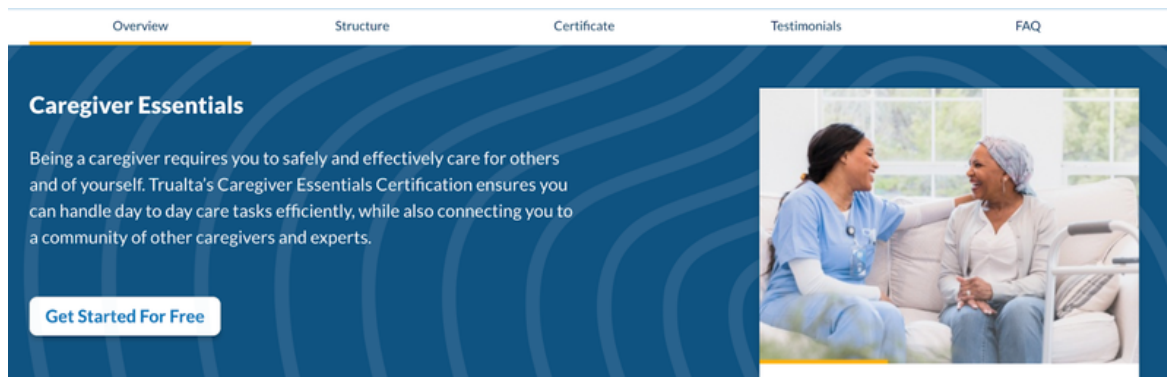 Overview
Structure
Certificate
Testimonials
FAQ
Caregiver Essentials
Being a caregiver requires you to safely and effectively care for others
and of yourself. Trualta’s Caregiver Essentials Certification ensures you
can handle day to day care tasks efficiently, while also connecting you to
a community of other caregivers and experts.
Get Started For Free